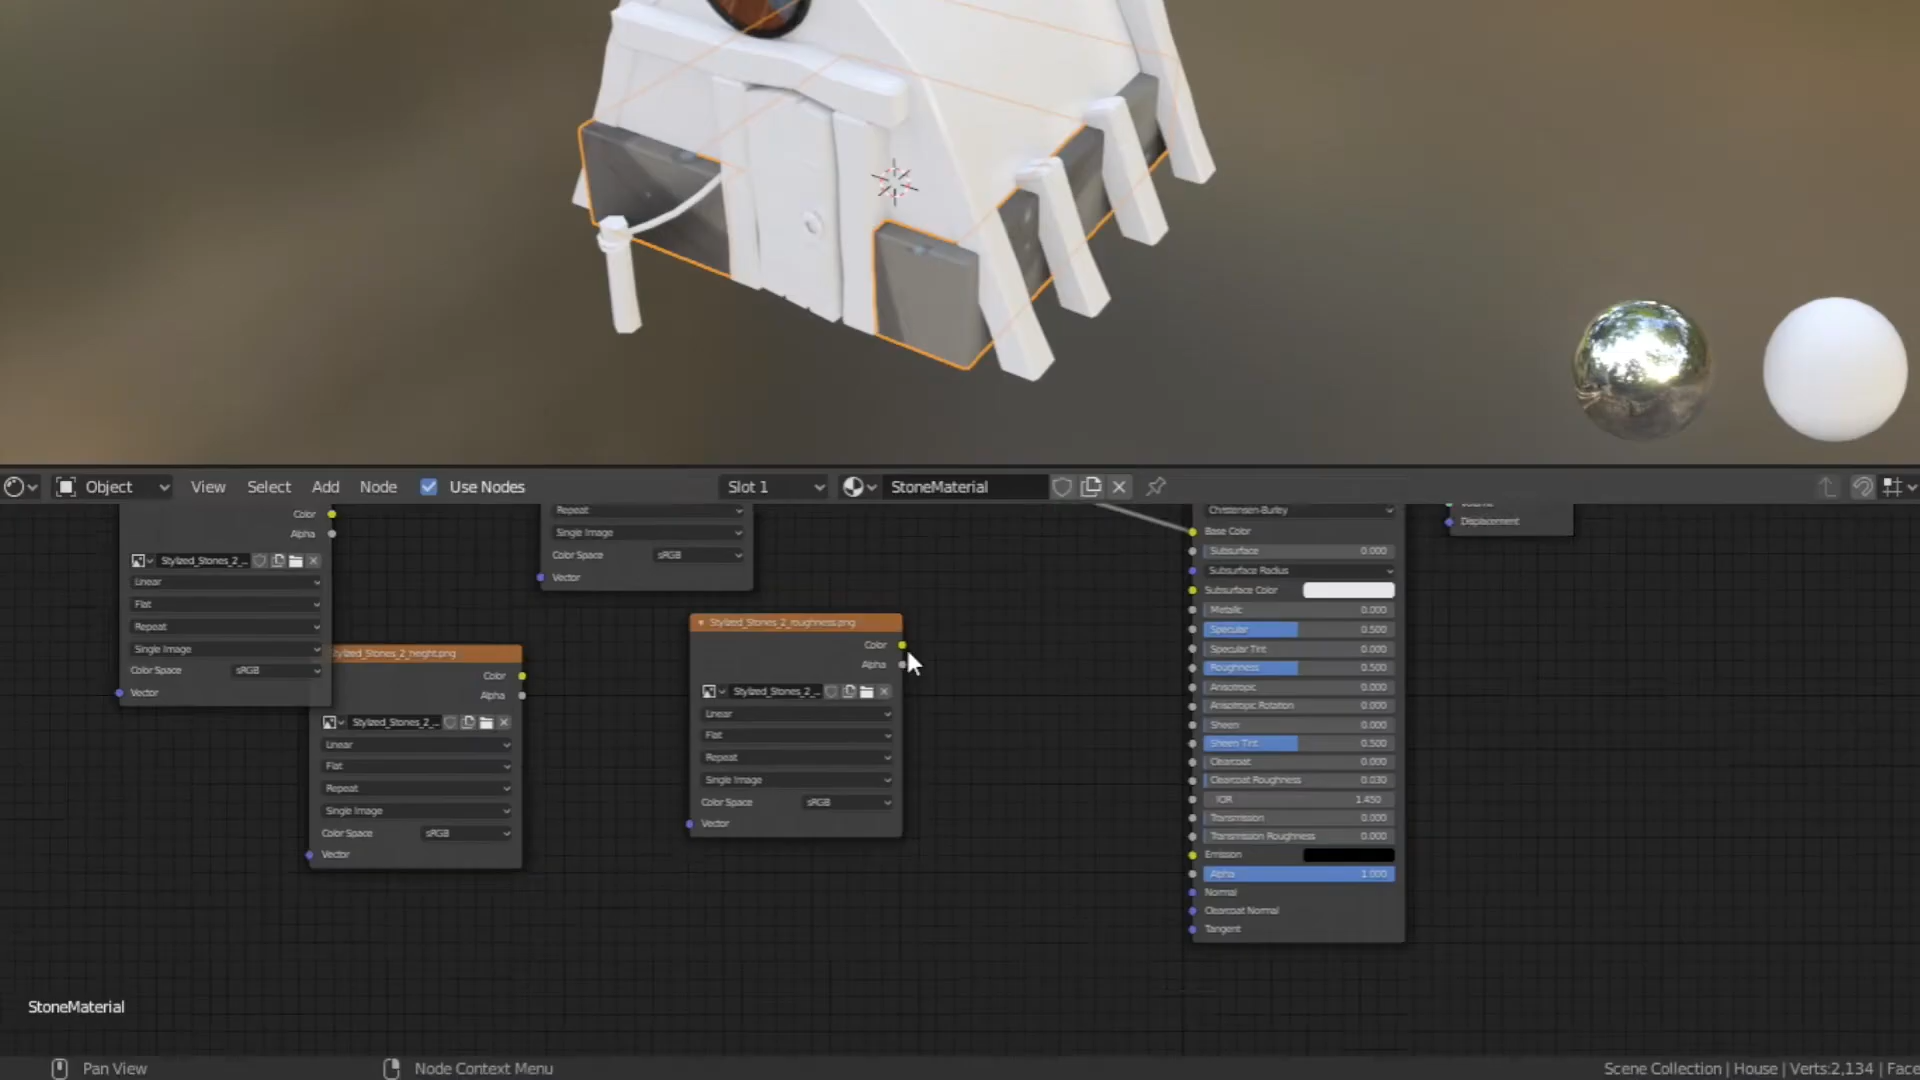 Object View Select Add Node Use Nodes Slot 1 StoneMaterial
Color
Alpha
Stylized_Stones_2_...
Linear
Flat
Repeat
Single Image
Color Space sRGB
Vector
Stylized_Stones_2_height.png
Color
Alpha
Stylized_Stones_2_...
Linear
Flat
Repeat
Single Image
Color Space sRGB
Vector
Repeat
Single Image
Color Space sRGB
Vector
Stylized_Stones_2_roughness.png
Color
Alpha
Stylized_Stones_2_...
Linear
Flat
Repeat
Single Image
Color Space sRGB
Vector
Christensen-Burley
Base Color
Subsurface 0.000
Subsurface Radius
Subsurface Color
Metallic 0.000
Specular 0.500
Specular Tint 0.000
Roughness 0.500
Anisotropic 0.000
Anisotropic Rotation 0.000
Sheen 0.000
Sheen Tint 0.500
Clearcoat 0.000
Clearcoat Roughness 0.030
IOR 1.450
Transmission 0.000
Transmission Roughness 0.000
Emission
Alpha 1.000
Normal
Clearcoat Normal
Tangent
Displacement
StoneMaterial
Pan View Node Context Menu Scene Collection | House | Verts:2,134 | Face